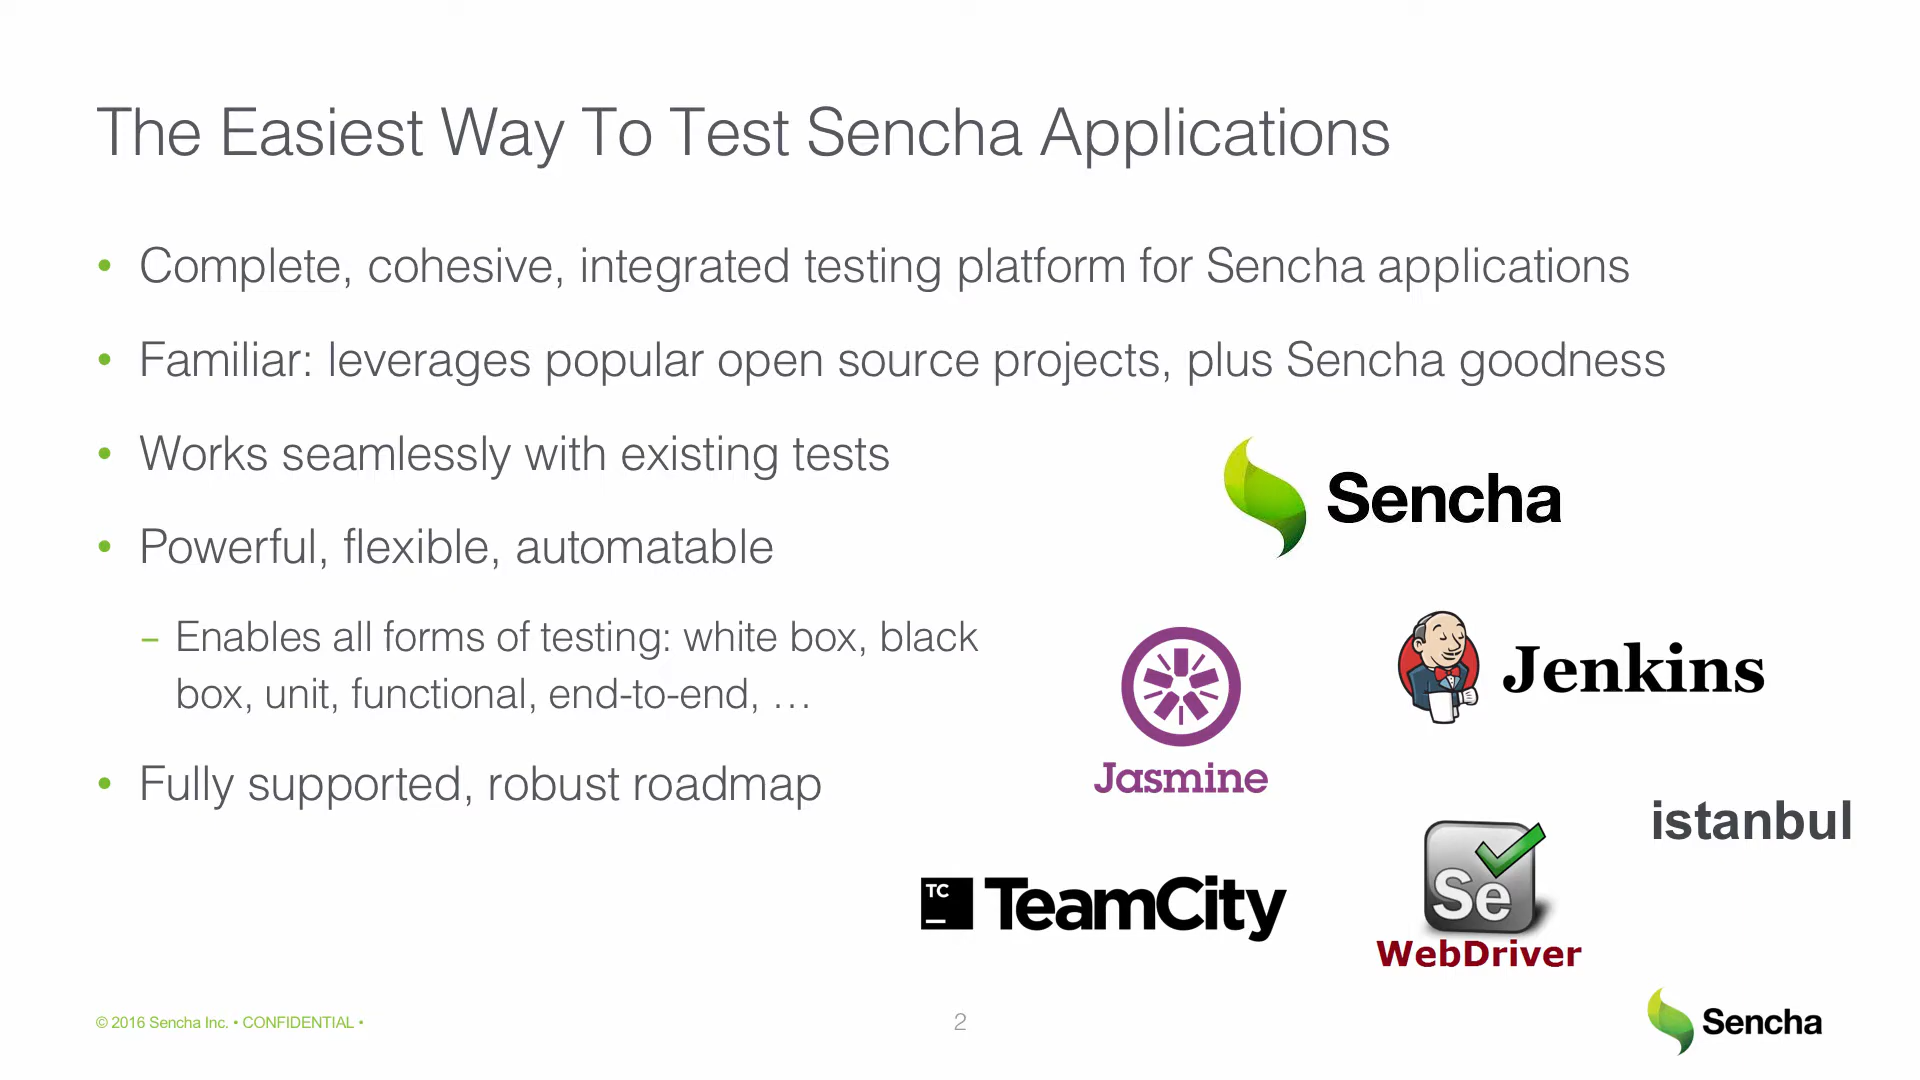 The Easiest Way To Test Sencha Applications
• Complete, cohesive, integrated testing platform for Sencha applications
• Familiar: leverages popular open source projects, plus Sencha goodness
• Works seamlessly with existing tests
• Powerful, flexible, automatable
– Enables all forms of testing: white box, black
box, unit, functional, end-to-end, …
• Fully supported, robust roadmap
Sencha
Jenkins
Jasmine
istanbul
TC
TeamCity
Se
WebDriver
© 2016 Sencha Inc. • CONFIDENTIAL •
2
Sencha